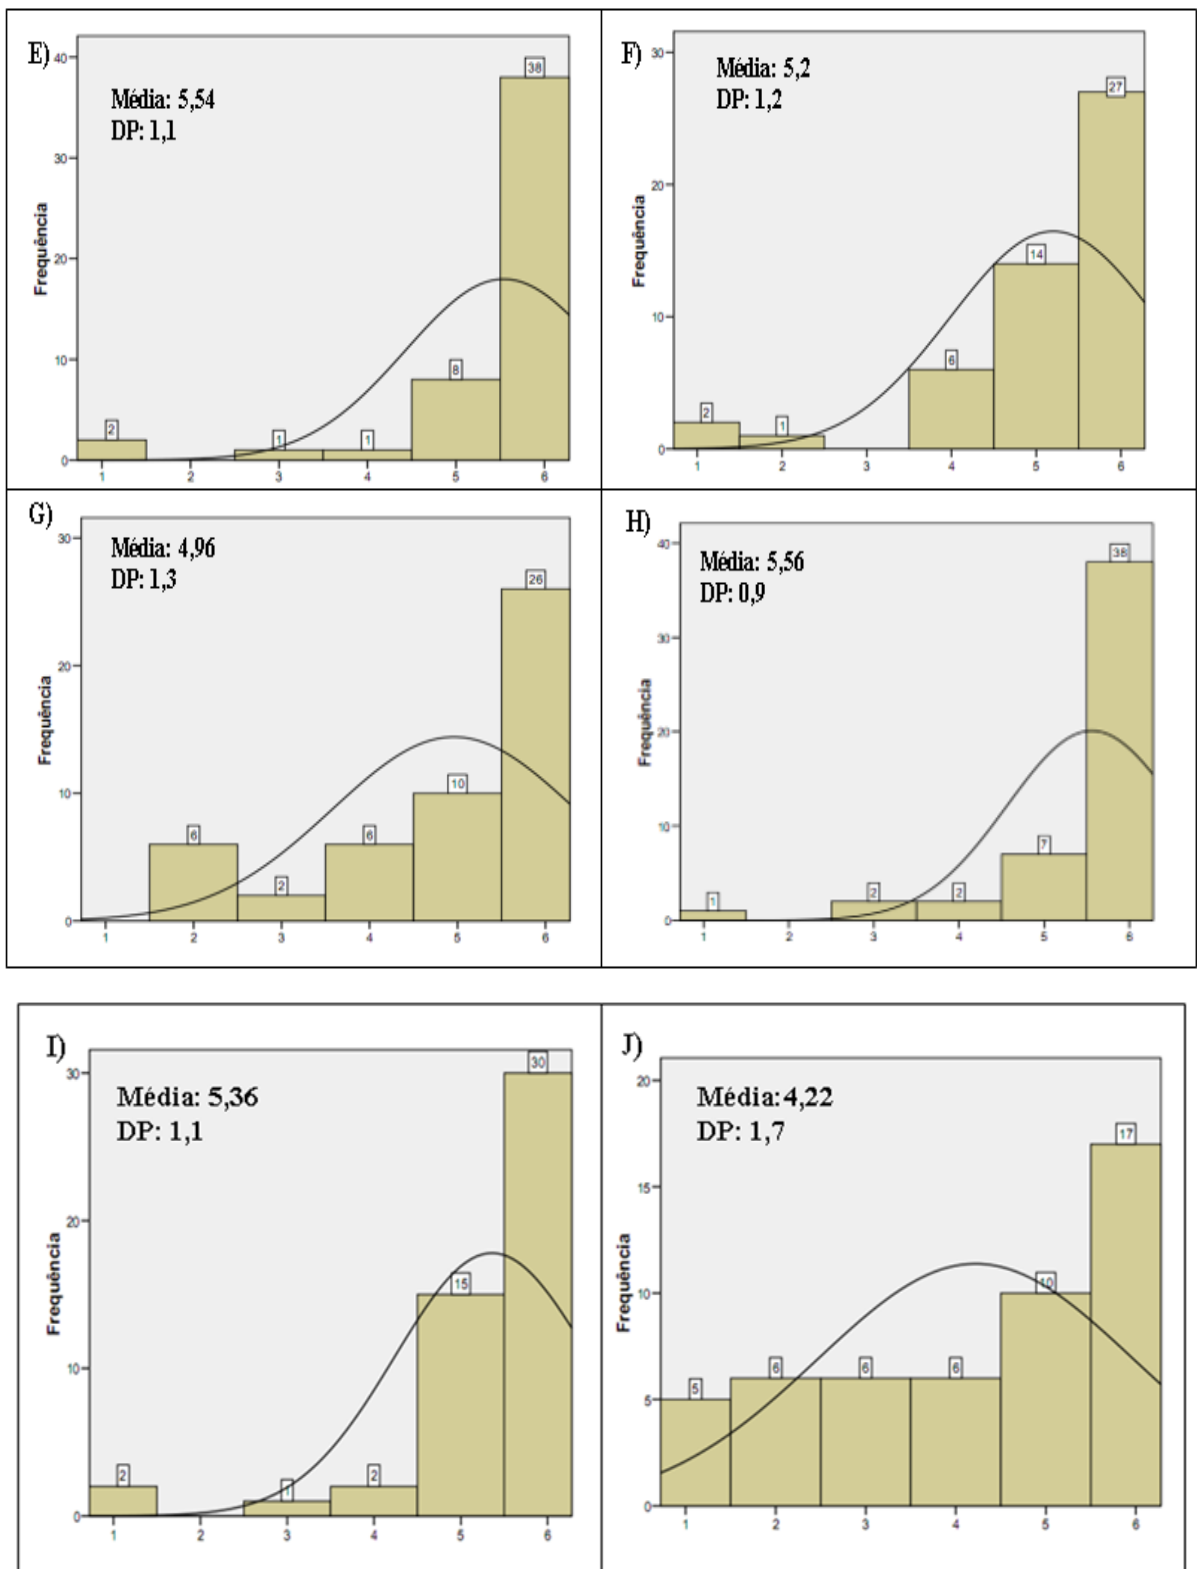 E)
Média: 5,54
DP: 1,1
Frequência
40
30
20
10
0
2
1
1
8
38
1 2 3 4 5 6
F)
Média: 5,2
DP: 1,2
Frequência
30
20
10
0
2
1
6
14
27
1 2 3 4 5 6
G)
Média: 4,96
DP: 1,3
Frequência
30
20
10
0
6
2
6
10
26
1 2 3 4 5 6
H)
Média: 5,56
DP: 0,9
Frequência
40
30
20
10
0
1
2
2
7
38
1 2 3 4 5 6
I)
Média: 5,36
DP: 1,1
Frequência
30
20
10
0
2
1
2
15
30
1 2 3 4 5 6
J)
Média: 4,22
DP: 1,7
Frequência
20
15
10
5
0
5
6
6
6
10
17
1 2 3 4 5 6